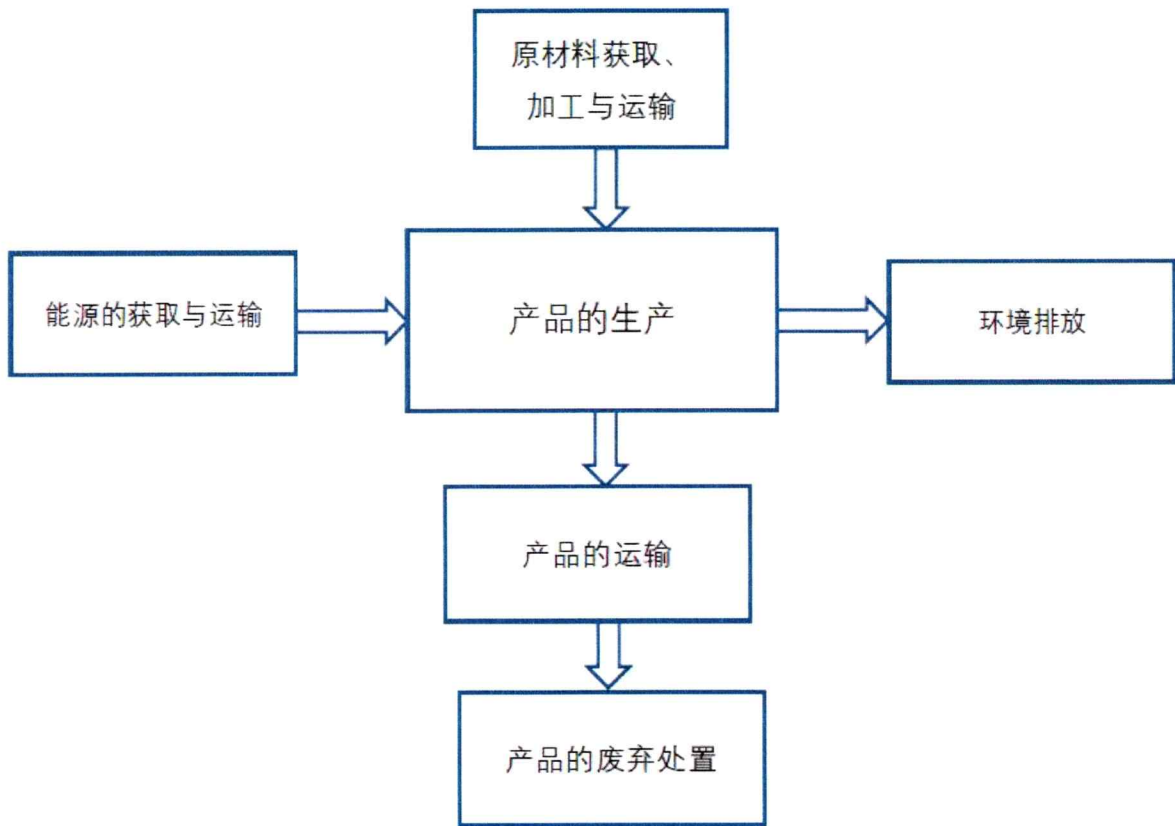 原材料获取、
加工与运输
能源的获取与运输
产品的生产
环境排放
产品的运输
产品的废弃处置